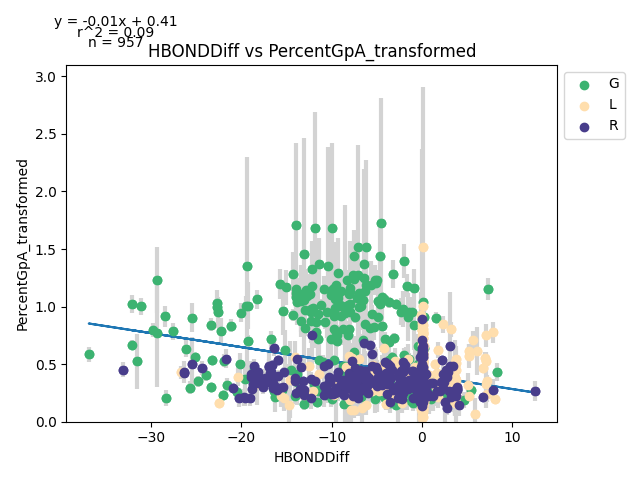 y = -0.01x + 0.41
r^2 = 0.09
n = 957
HBONDDiff vs PercentGpA_transformed
3.0
2.5
2.0
1.5
1.0
0.5
0.0
PercentGpA_transformed
−30 −20 −10 0 10
HBONDDiff
G
L
R